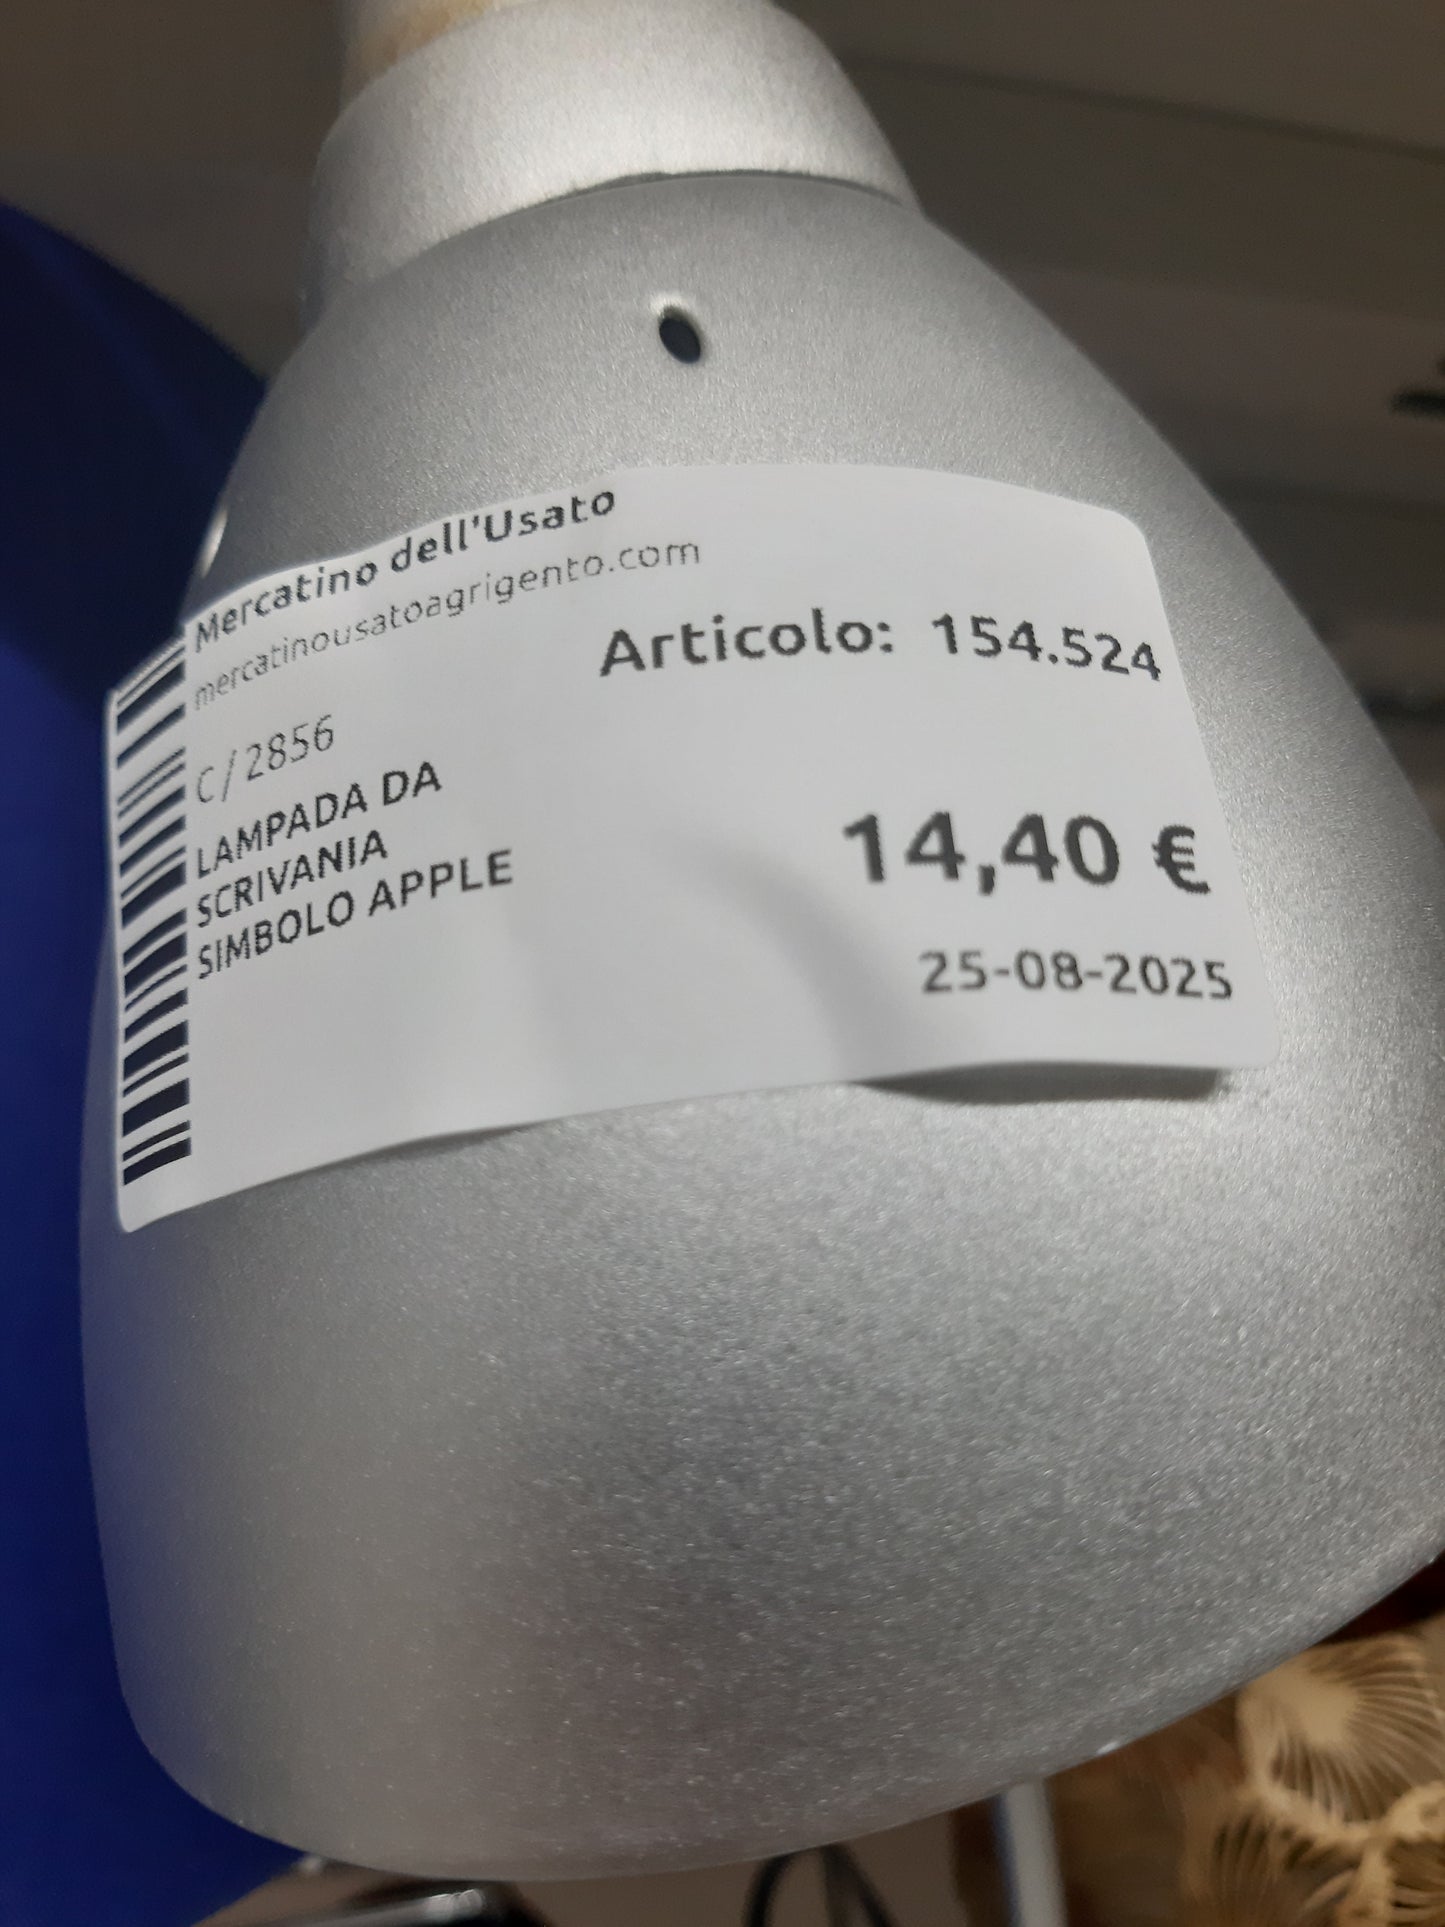 Mercatino dell'Usato
mercatinousatoagrigento.com
Articolo: 154.524
C/2856
LAMPADA DA
SCRIVANIA
SIMBOLO APPLE
14,40 €
25-08-2025